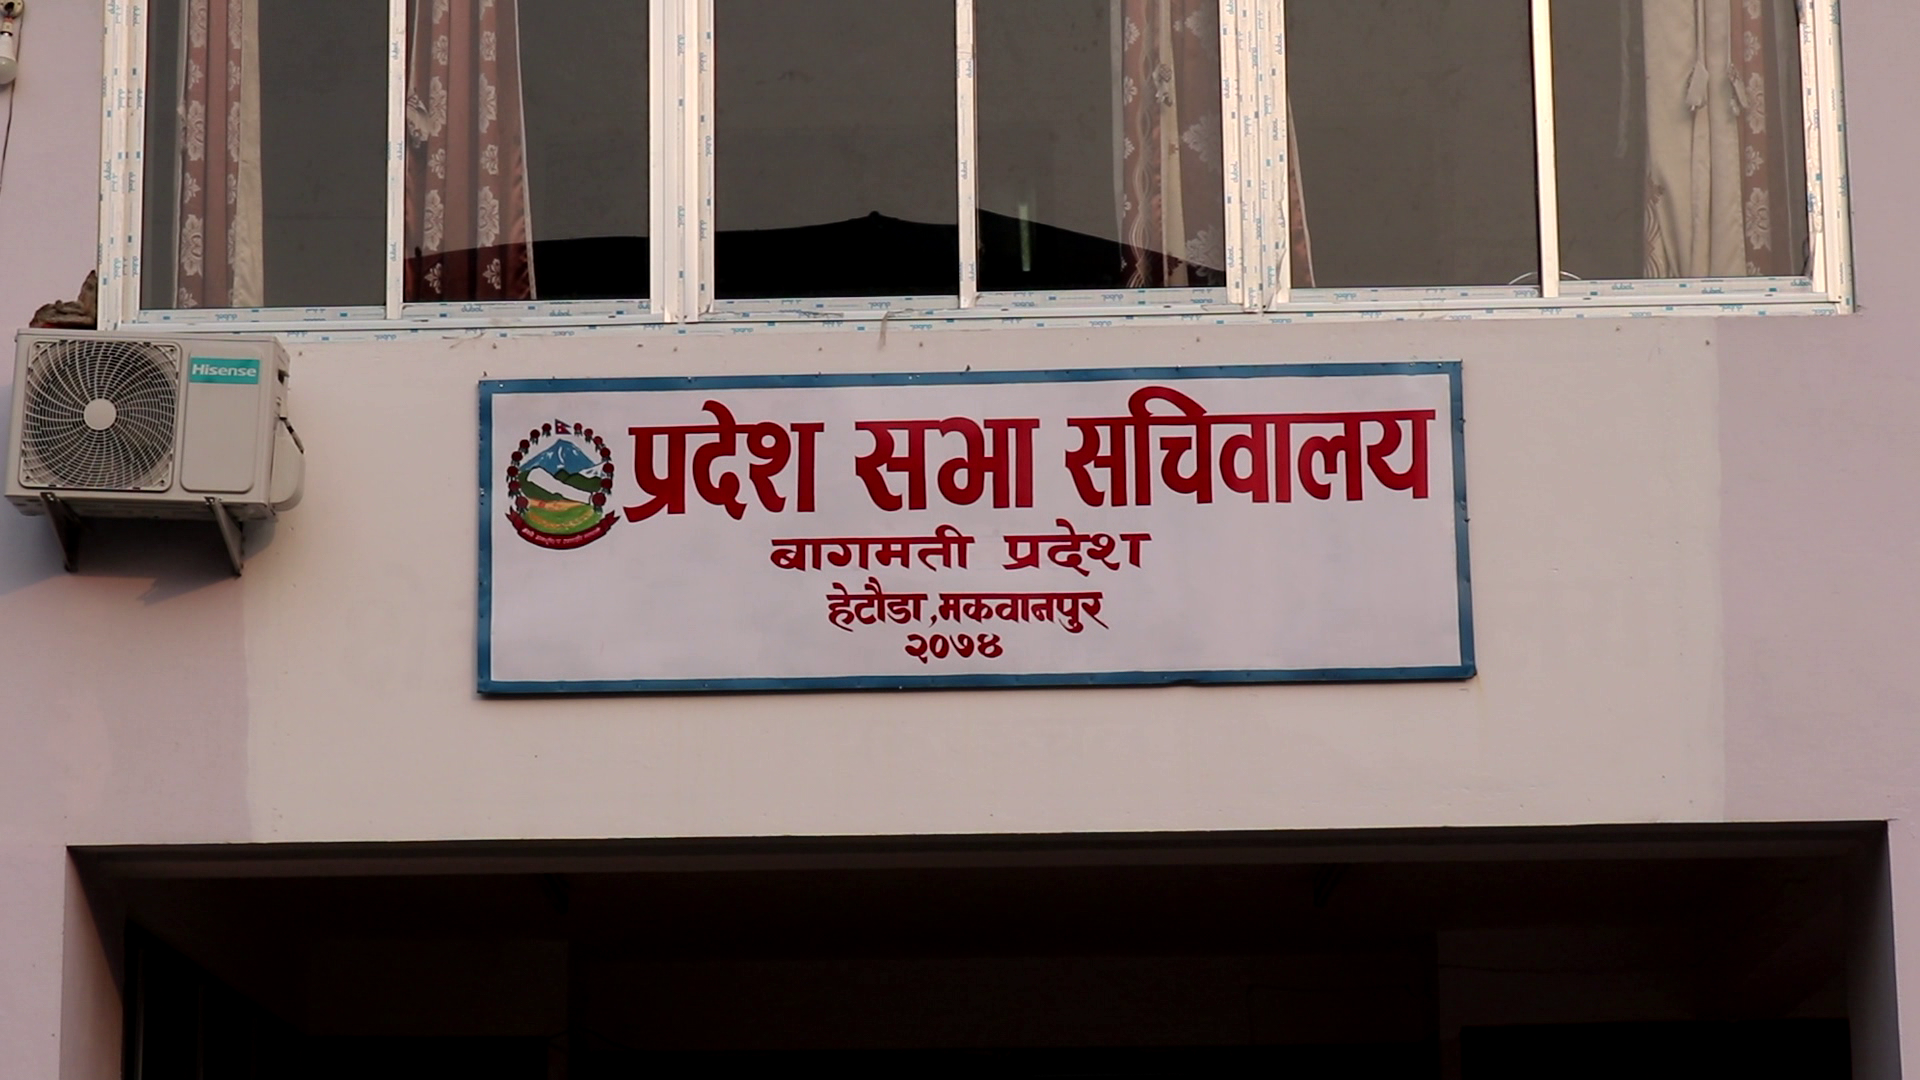 Hisense
प्रदेश सभा सचिवालय
बागमती प्रदेश
हेटौडा,मकवानपुर
२०७४